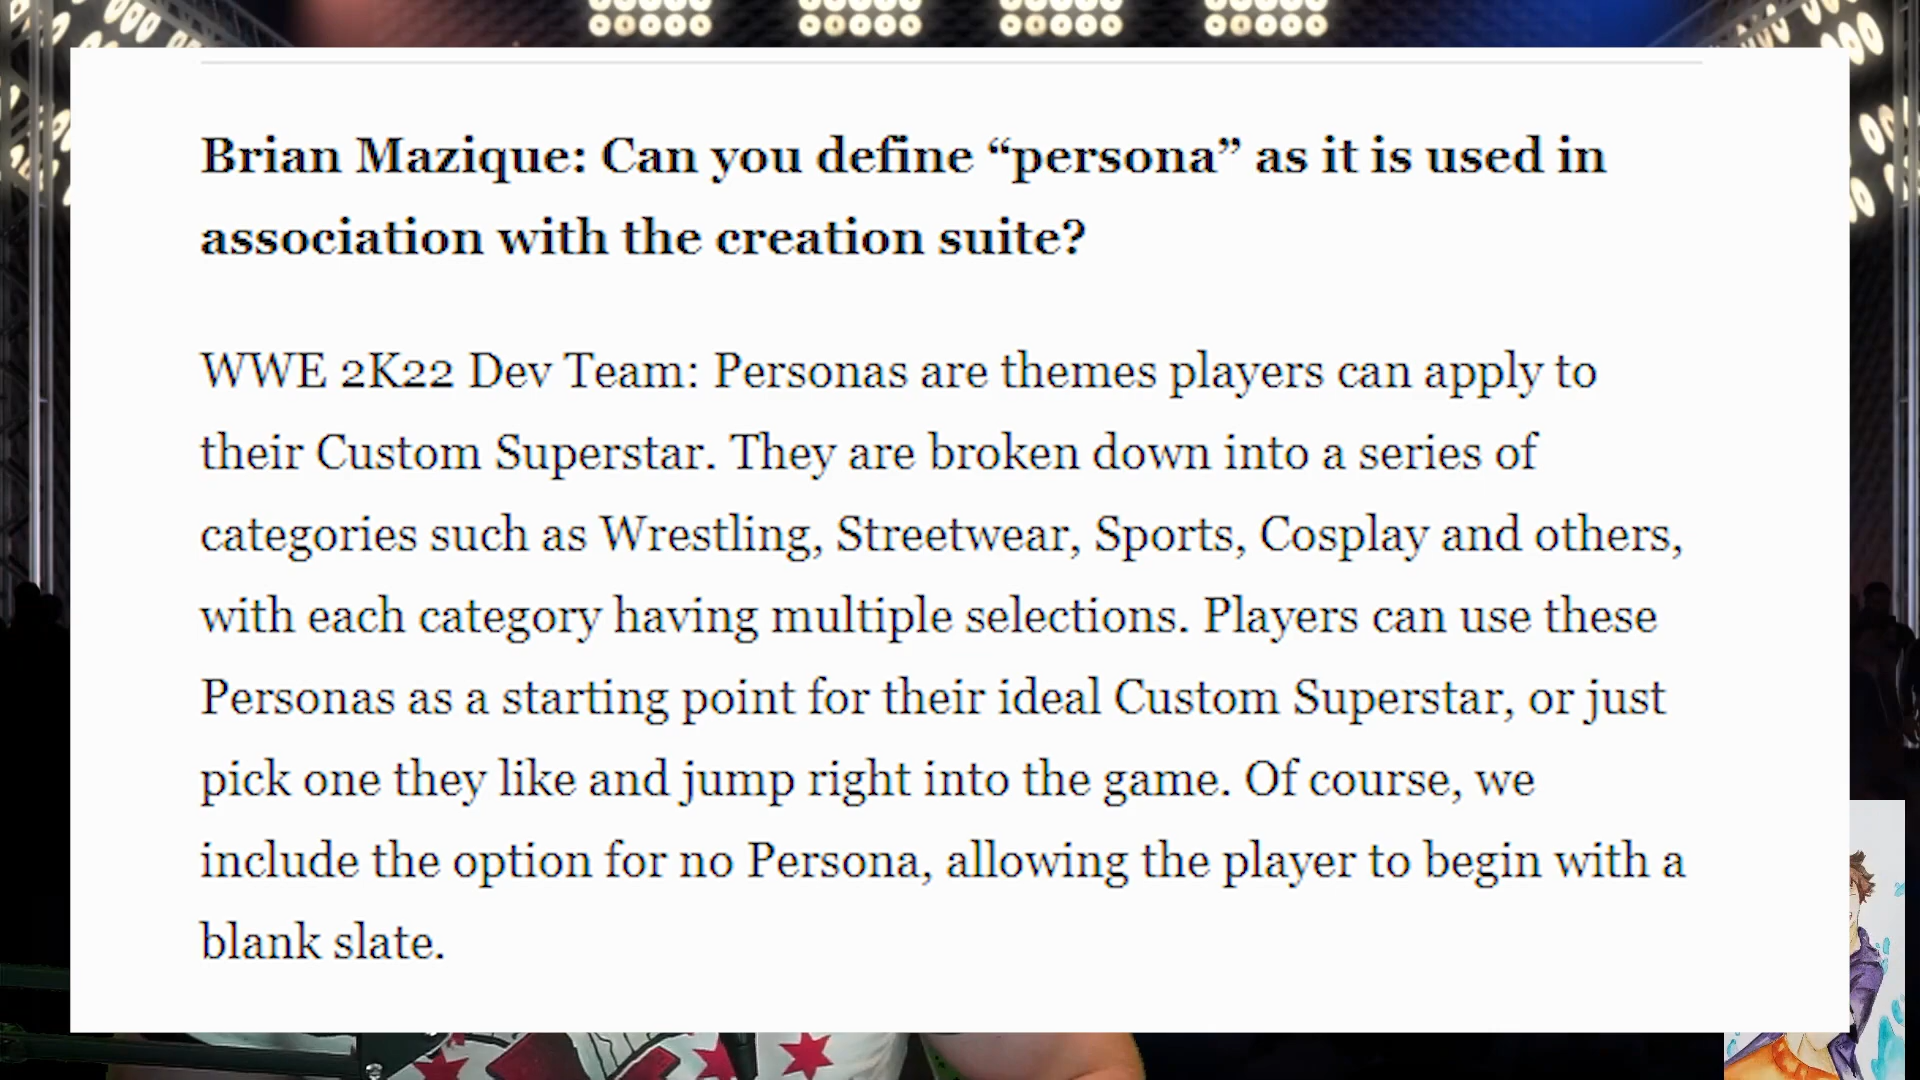 Brian Mazique: Can you define “persona” as it is used in
association with the creation suite?
WWE 2K22 Dev Team: Personas are themes players can apply to
their Custom Superstar. They are broken down into a series of
categories such as Wrestling, Streetwear, Sports, Cosplay and others,
with each category having multiple selections. Players can use these
Personas as a starting point for their ideal Custom Superstar, or just
pick one they like and jump right into the game. Of course, we
include the option for no Persona, allowing the player to begin with a
blank slate.